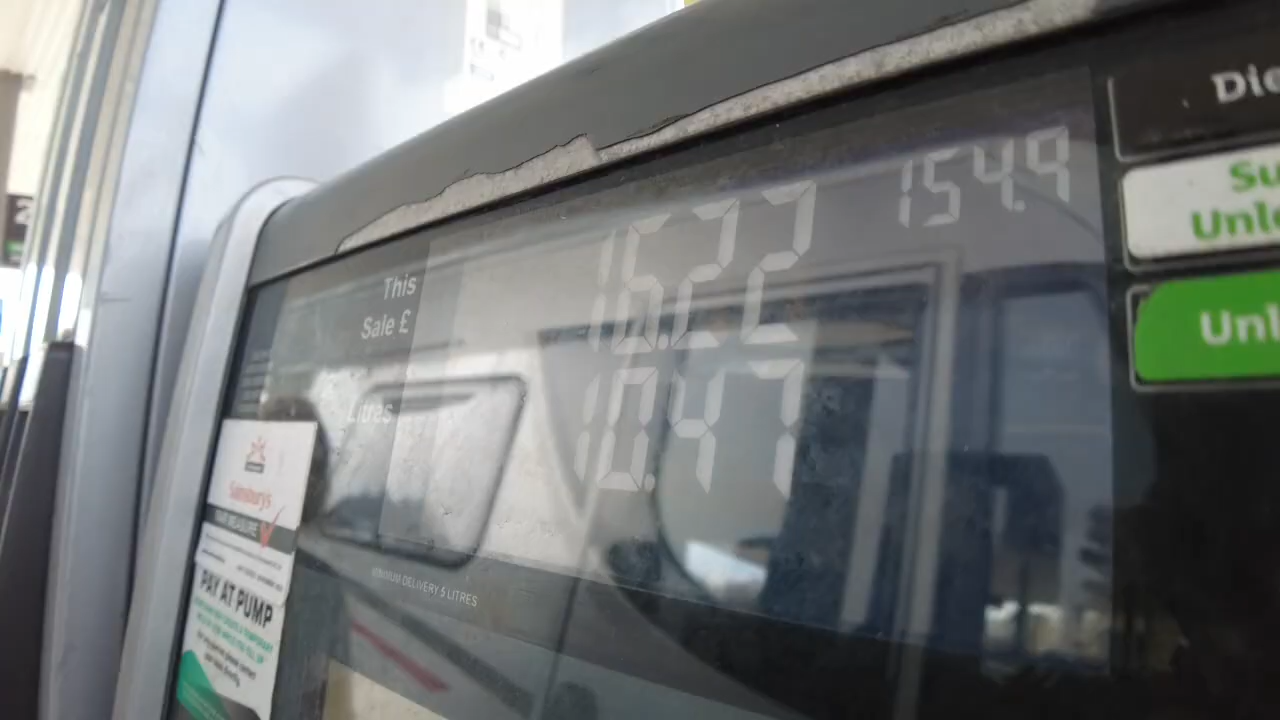 154.9
Die
This
Sale £
16.22
Su
Unle
Unl
Litres
10.47
Sainsbury's
MINIMUM DELIVERY 5 LITRES
PAY AT PUMP